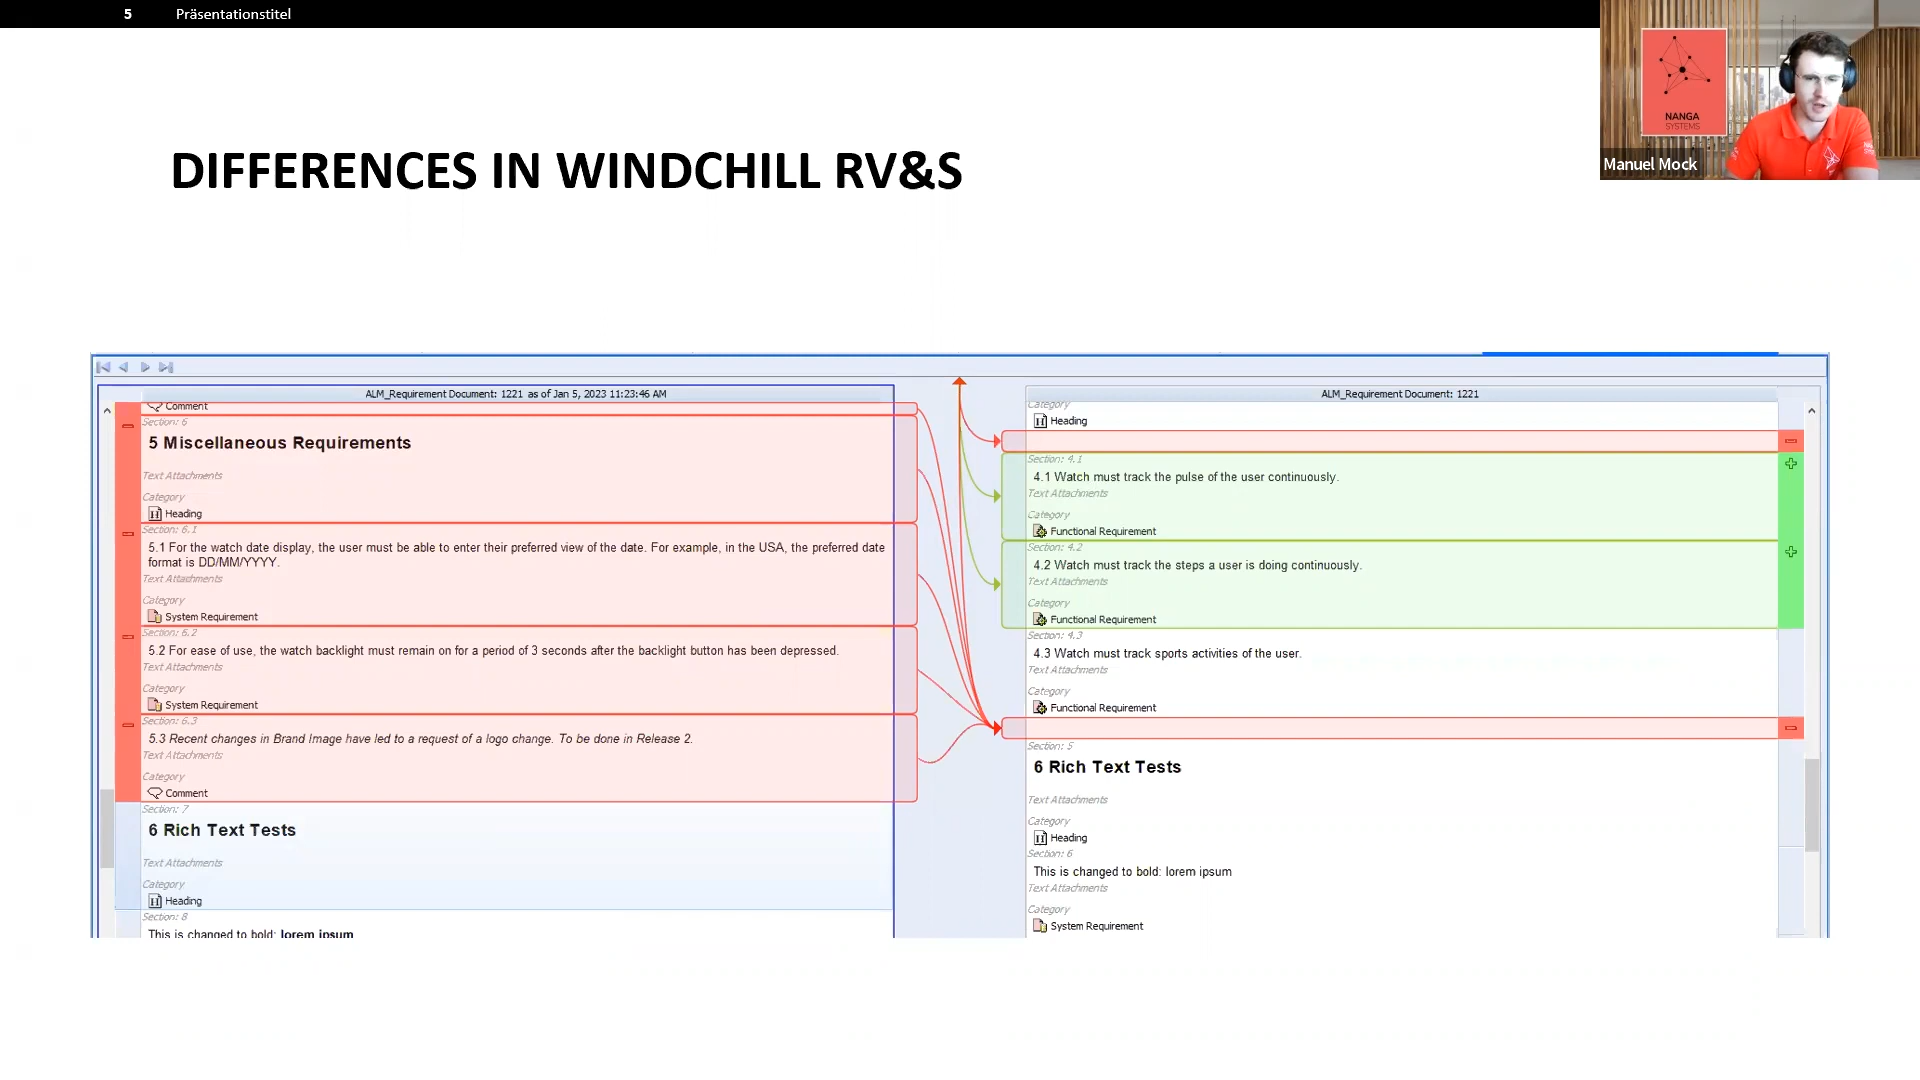 5 Präsentationstitel
NANGA
SYSTEMS
Manuel Mock
DIFFERENCES IN WINDCHILL RV&S
ALM_Requirement Document: 1221 as of Jan 5, 2023 11:23:46 AM
Comment
Section: 6
5 Miscellaneous Requirements
Text Attachments
Category
Heading
Section: 6.1
5.1 For the watch date display, the user must be able to enter their preferred view of the date. For example, in the USA, the preferred date
format is DD/MM/YYYY.
Text Attachments
Category
System Requirement
Section: 6.2
5.2 For ease of use, the watch backlight must remain on for a period of 3 seconds after the backlight button has been depressed.
Text Attachments
Category
System Requirement
Section: 6.3
5.3 Recent changes in Brand Image have led to a request of a logo change. To be done in Release 2.
Text Attachments
Category
Comment
Section: 7
6 Rich Text Tests
Text Attachments
Category
Heading
Section: 8
This is changed to bold: lorem ipsum
ALM_Requirement Document: 1221
Category
Heading
Section: 4.1
4.1 Watch must track the pulse of the user continuously.
Text Attachments
Category
Functional Requirement
Section: 4.2
4.2 Watch must track the steps a user is doing continuously.
Text Attachments
Category
Functional Requirement
Section: 4.3
4.3 Watch must track sports activities of the user.
Text Attachments
Category
Functional Requirement
Section: 5
6 Rich Text Tests
Text Attachments
Category
Heading
Section: 6
This is changed to bold: lorem ipsum
Text Attachments
Category
System Requirement